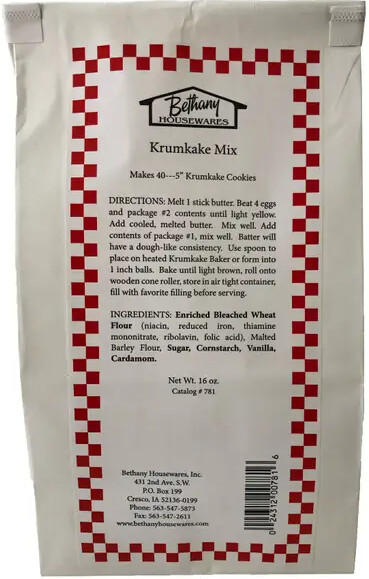 Bethany
HOUSEWARES
Krumkake Mix
Makes 40---5" Krumkake Cookies
DIRECTIONS: Melt 1 stick butter. Beat 4 eggs
and package #2 contents until light yellow.
Add cooled, melted butter. Mix well. Add
contents of package #1, mix well. Batter will
have a dough-like consistency. Use spoon to
place on heated Krumkake Baker or form into
1 inch balls. Bake until light brown, roll onto
wooden cone roller, store in air tight container,
fill with favorite filling before serving.
INGREDIENTS: Enriched Bleached Wheat
Flour (niacin, reduced iron, thiamine
mononitrate, ribolavin, folic acid), Malted
Barley Flour, Sugar, Cornstarch, Vanilla,
Cardamom.
Net Wt. 16 oz.
Catalog # 781
Bethany Housewares, Inc.
431 2nd Ave. S.W.
P.O. Box 199
Cresco, IA 52136-0199
Phone: 563-547-5873
Fax: 563-547-2611
www.bethanyhousewares.com
0 24312 00781 6